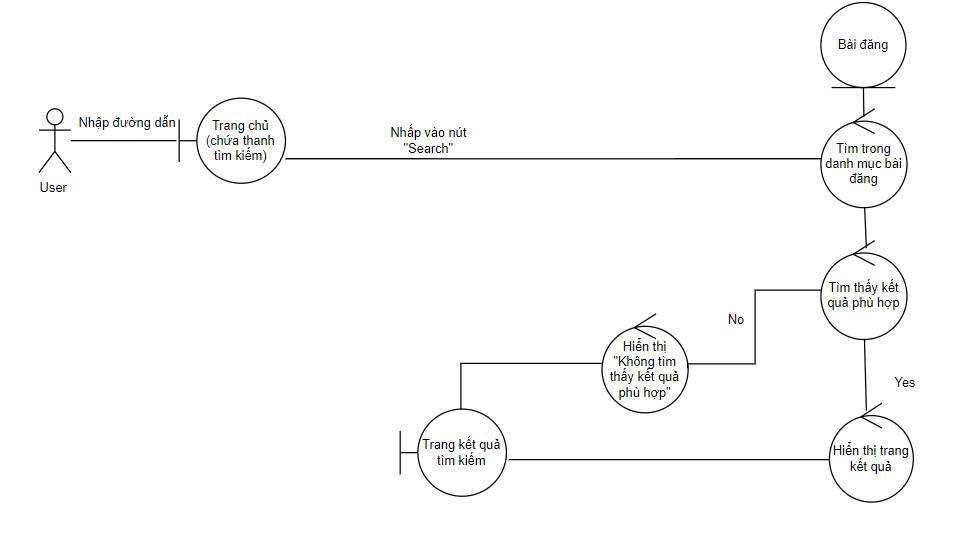 Bài đăng
Nhập đường dẫn
Trang chủ
(chứa thanh
tìm kiếm)
Nhấp vào nút
"Search"
Tìm trong
danh mục bài
đăng
User
Tìm thấy kết
quả phù hợp
No
Hiển thị
"Không tìm
thấy kết quả
phù hợp"
Yes
Trang kết quả
tìm kiếm
Hiển thị trang
kết quả